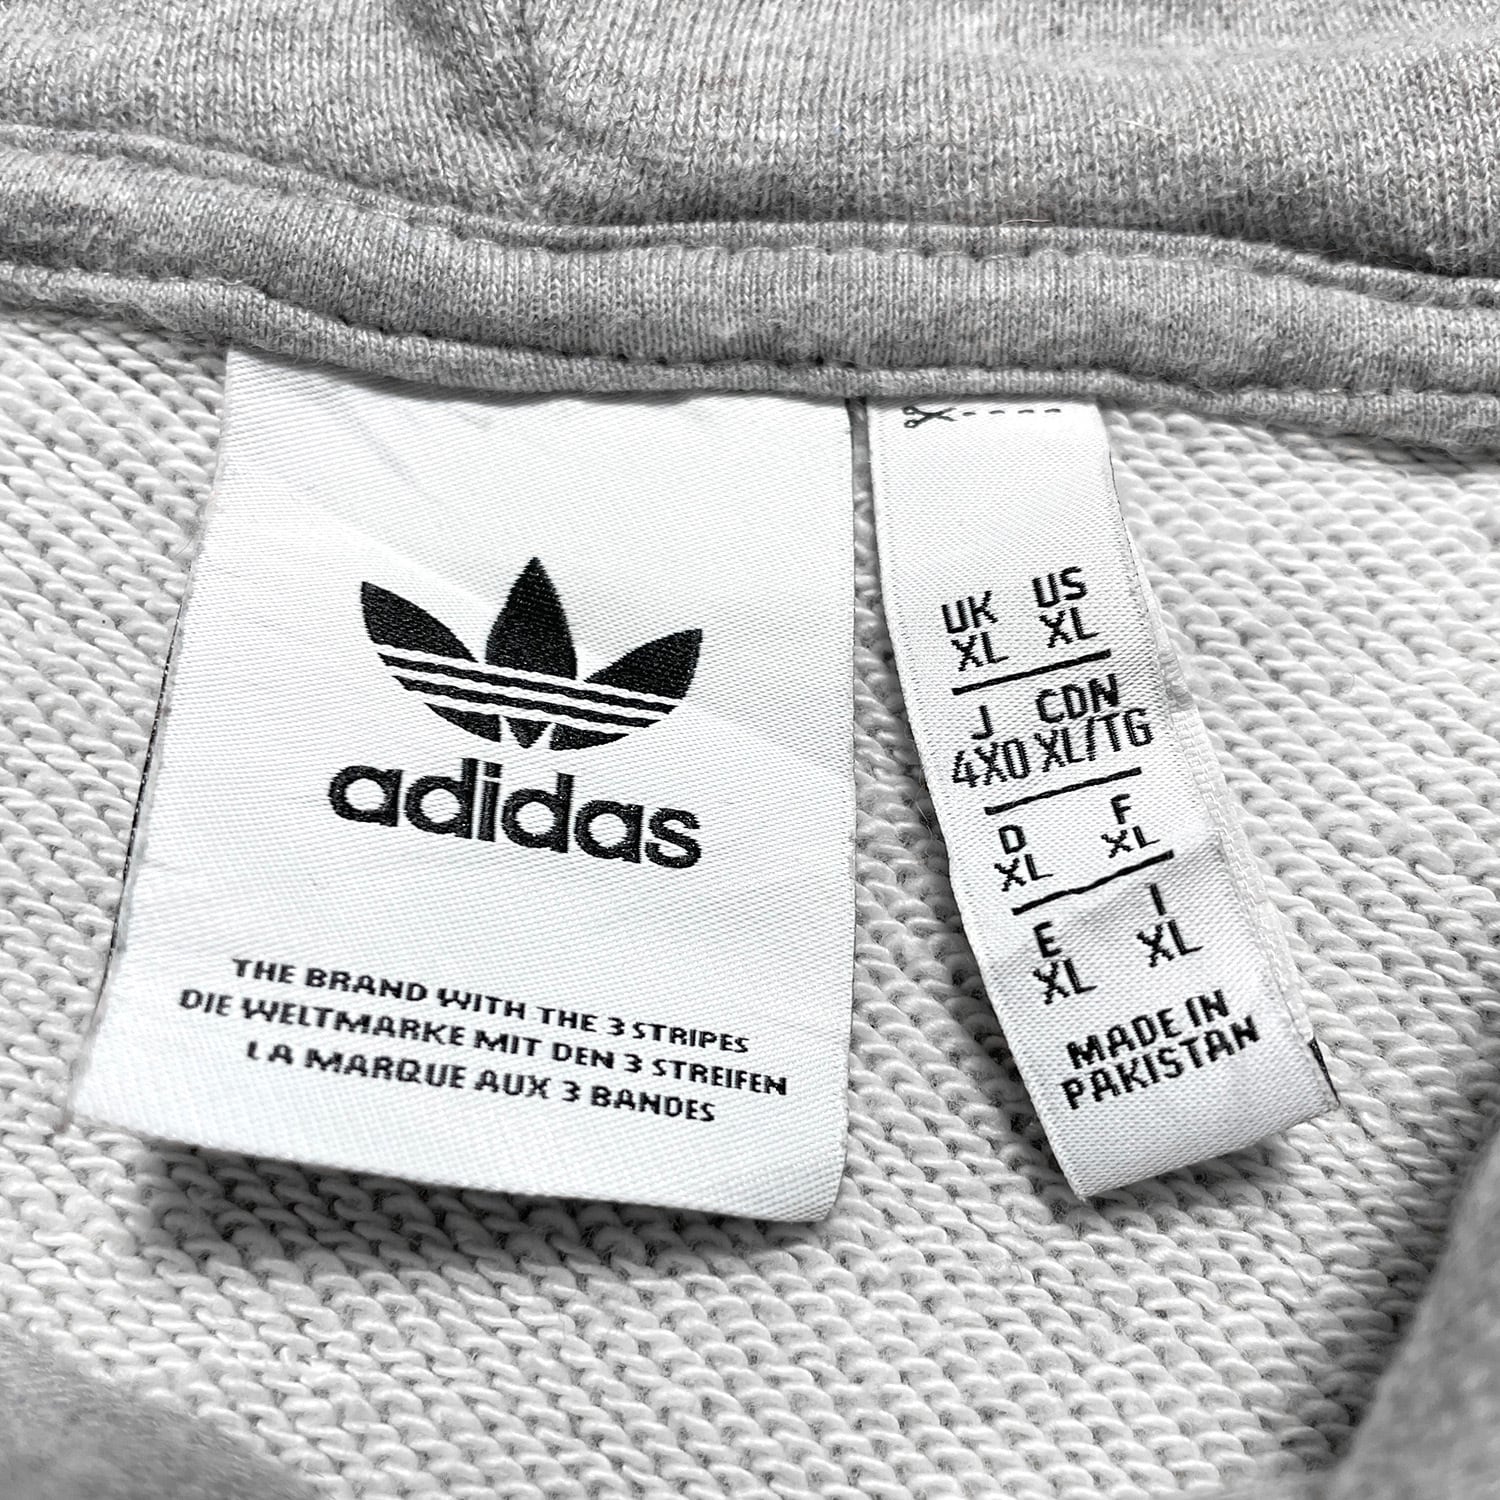 adidas
THE BRAND WITH THE 3 STRIPES
DIE WELTMARKE MIT DEN 3 STREIFEN
LA MARQUE AUX 3 BANDES
UK US
XL XL
J CDN
4XO XL/TG
D F
XL XL
E I
XL XL
MADE IN
PAKISTAN